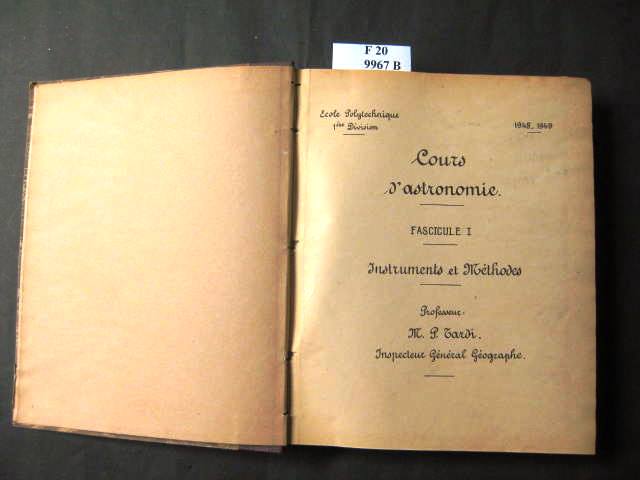 F 20
9967 B
Ecole Polytechnique
1ère Division
1948_1949
Cours
d'astronomie.
FASCICULE I
Instruments et Méthodes
Professeur:
M. P. Tardi.
Inspecteur Général Géographe.